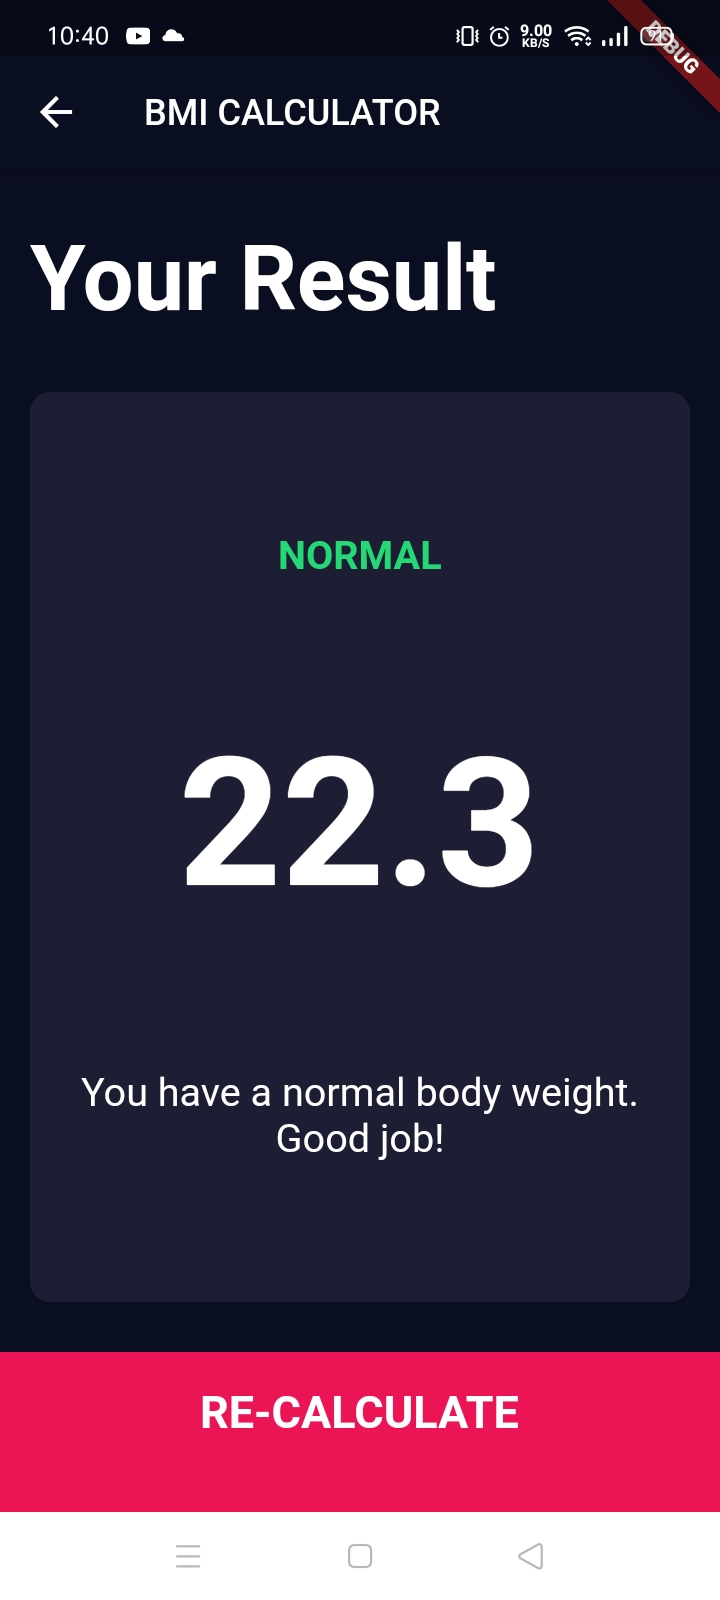 10:40
9.00
KB/S
91
DEBUG
BMI CALCULATOR
Your Result
NORMAL
22.3
You have a normal body weight.
Good job!
RE-CALCULATE